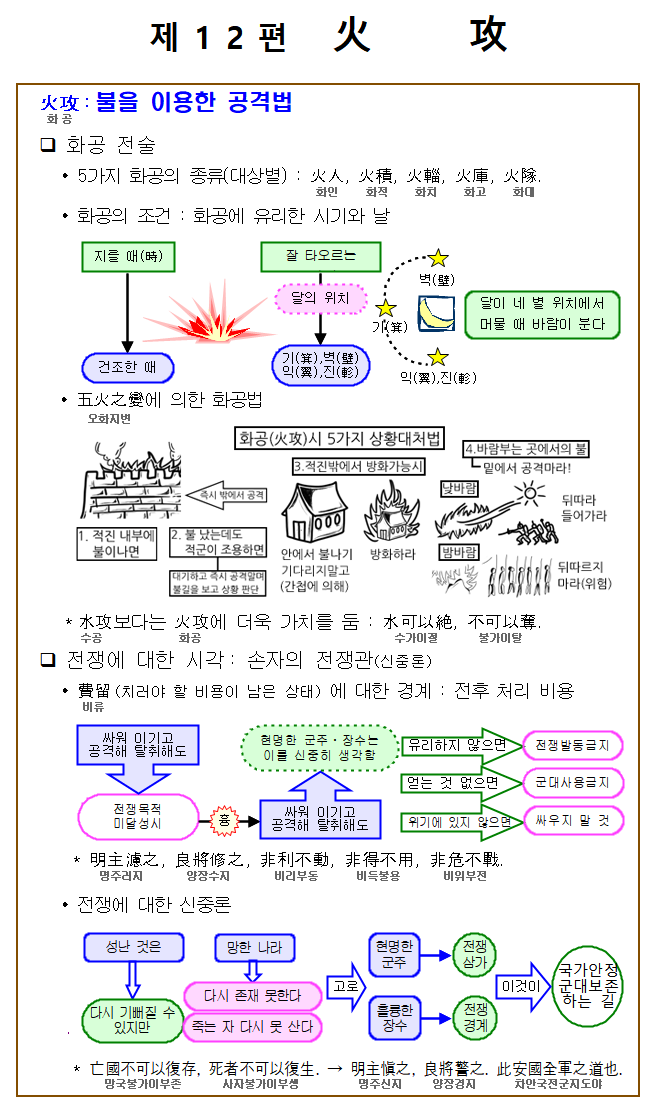 제 1 2 편 火 攻
火攻 : 불을 이용한 공격법
화 공
❑ 화공 전술
• 5가지 화공의 종류(대상별) : 火人, 火積, 火輜, 火庫, 火隊.
화인 화적 화치 화고 화대
• 화공의 조건 : 화공에 유리한 시기와 날
지를 때(時)
건조한 때
잘 타오르는
달의 위치
기(箕),벽(壁)
익(翼),진(軫)
벽(壁)
기(箕)
익(翼),진(軫)
달이 네 별 위치에서
머물 때 바람이 분다
• 五火之變에 의한 화공법
오화지변
화공(火攻)시 5가지 상황대처법
즉시 밖에서 공격
1. 적진 내부에
불이나면
2. 불 났는데도
적군이 조용하면
대기하고 즉시 공격말며
불길을 보고 상황 판단
3.적진밖에서 방화가능시
안에서 불나기
기다리지말고
(간첩에 의해)
방화하라
4.바람부는 곳에서의 불
밑에서 공격마라!
낮바람
뒤따라
들어가라
밤바람
뒤따르지
마라(위험)
* 水攻보다는 火攻에 더욱 가치를 둠 : 水可以絶, 不可以奪.
수공 화공 수가이절 불가이탈
❑ 전쟁에 대한 시각 : 손자의 전쟁관(신중론)
• 費留 (치러야 할 비용이 남은 상태) 에 대한 경계 : 전후 처리 비용
비류
싸워 이기고
공격해 탈취해도
전쟁목적
미달성시
흉
싸워 이기고
공격해 탈취해도
현명한 군주 · 장수는
이를 신중히 생각함
유리하지 않으면
전쟁발동금지
얻는 것 없으면
군대사용금지
위기에 있지 않으면
싸우지 말 것
* 明主濾之, 良將修之, 非利不動, 非得不用, 非危不戰.
명주려지 양장수지 비리부동 비득불용 비위부전
• 전쟁에 대한 신중론
성난 것은
다시 기뻐질 수
있지만
망한 나라
다시 존재 못한다
죽는 자 다시 못 산다
고로
현명한
군주
전쟁
삼가
훌륭한
장수
전쟁
경계
이것이
국가안정
군대보존
하는 길
* 亡國不可以復存, 死者不可以復生. → 明主愼之, 良將警之. 此安國全軍之道也.
망국불가이부존 사자불가이부생 명주신지 양장경지 차안국전군지도야